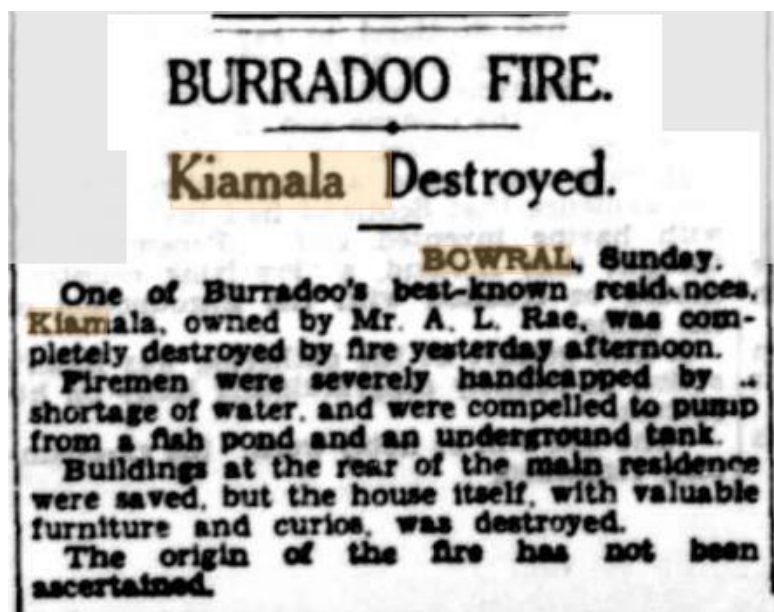 BURRADOO FIRE.
Kiamala Destroyed.
BOWRAL, Sunday.
One of Burradoo's best-known residences,
Kiamala, owned by Mr. A. L. Rae, was com-
pletely destroyed by fire yesterday afternoon.
Firemen were severely handicapped by
shortage of water, and were compelled to pump
from a fish pond and an underground tank.
Buildings at the rear of the main residence
were saved, but the house itself, with valuable
furniture and curios, was destroyed.
The origin of the fire has not been
ascertained.